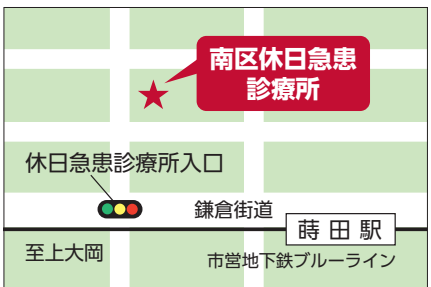 南区休日急患
診療所
休日急患診療所入口
鎌倉街道
蒔田駅
至上大岡
市営地下鉄ブルーライン